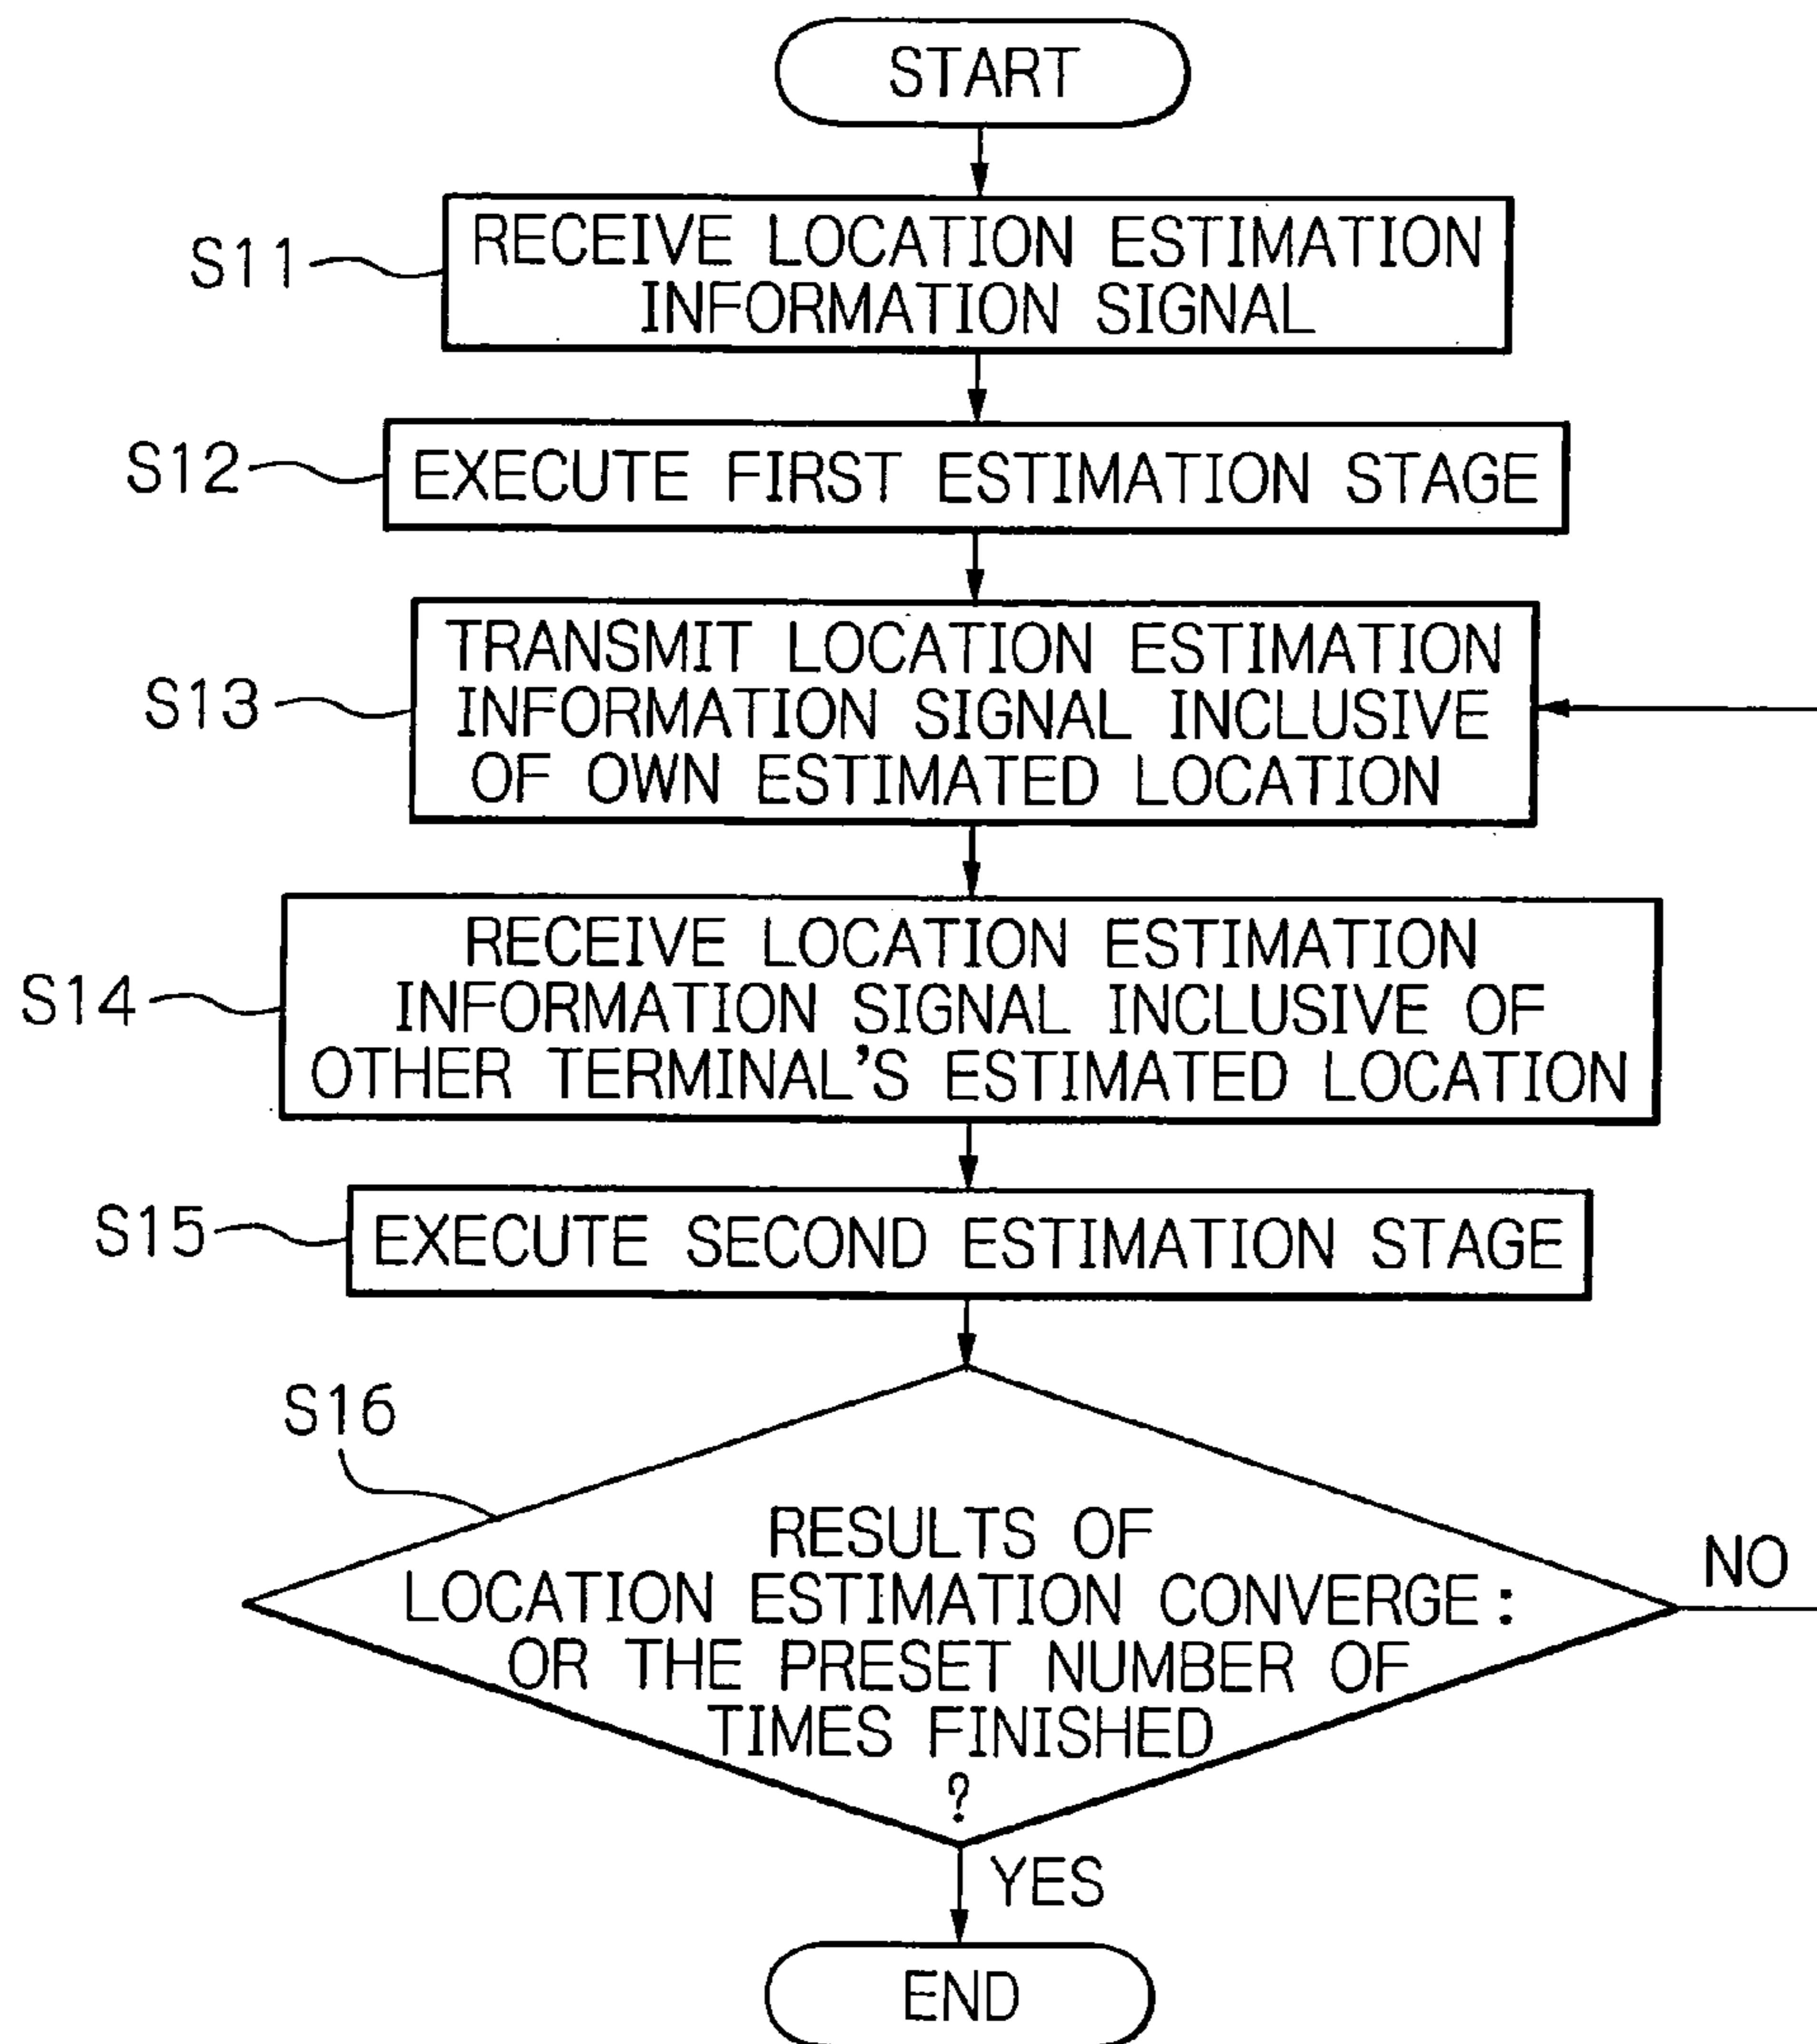 START
S11
RECEIVE LOCATION ESTIMATION
INFORMATION SIGNAL
S12
EXECUTE FIRST ESTIMATION STAGE
S13
TRANSMIT LOCATION ESTIMATION
INFORMATION SIGNAL INCLUSIVE
OF OWN ESTIMATED LOCATION
S14
RECEIVE LOCATION ESTIMATION
INFORMATION SIGNAL INCLUSIVE OF
OTHER TERMINAL'S ESTIMATED LOCATION
S15
EXECUTE SECOND ESTIMATION STAGE
S16
RESULTS OF
LOCATION ESTIMATION CONVERGE:
OR THE PRESET NUMBER OF
TIMES FINISHED
?
NO
YES
END